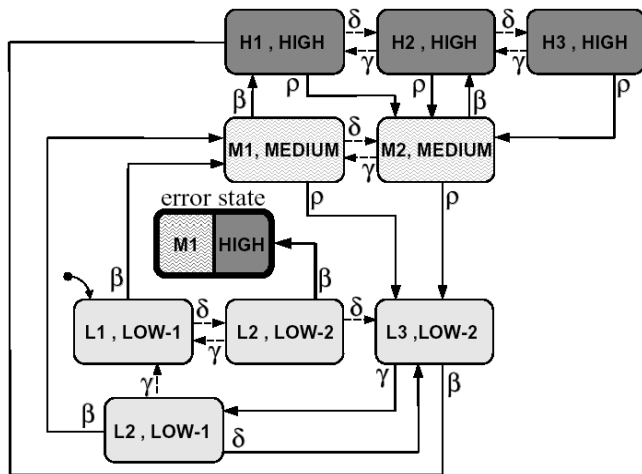 H1 , HIGH δ γ H2 , HIGH δ γ H3 , HIGH
β ρ ρ β ρ
M1, MEDIUM δ γ M2, MEDIUM
error state ρ ρ
M1 HIGH
β β
L1 , LOW-1 δ γ L2 , LOW-2 δ L3 ,LOW-2
γ γ β
β L2 , LOW-1 δ